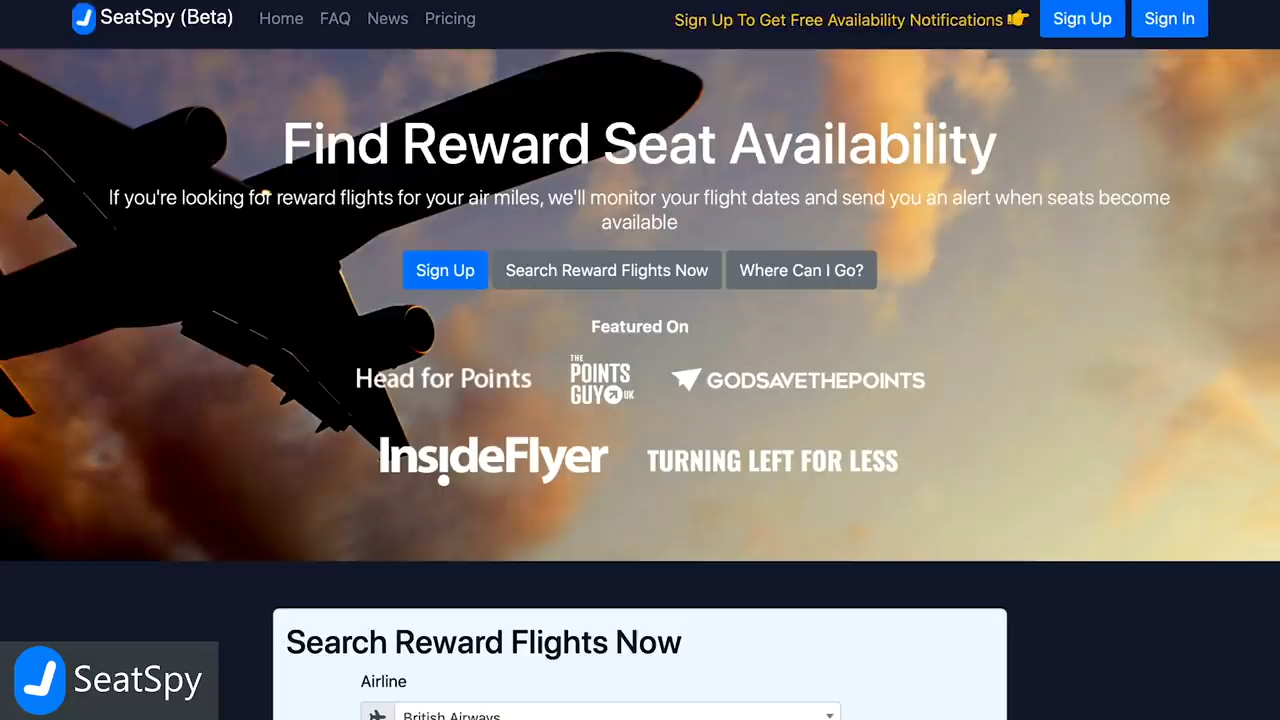 SeatSpy (Beta) Home FAQ News Pricing Sign Up To Get Free Availability Notifications Sign Up Sign In
Find Reward Seat Availability
If you're looking for reward flights for your air miles, we'll monitor your flight dates and send you an alert when seats become
available
Sign Up Search Reward Flights Now Where Can I Go?
Featured On
Head for Points THE POINTS GUY UK GODSAVETHEPOINTS
InsideFlyer TURNING LEFT FOR LESS
Search Reward Flights Now
Airline
British Airways
SeatSpy